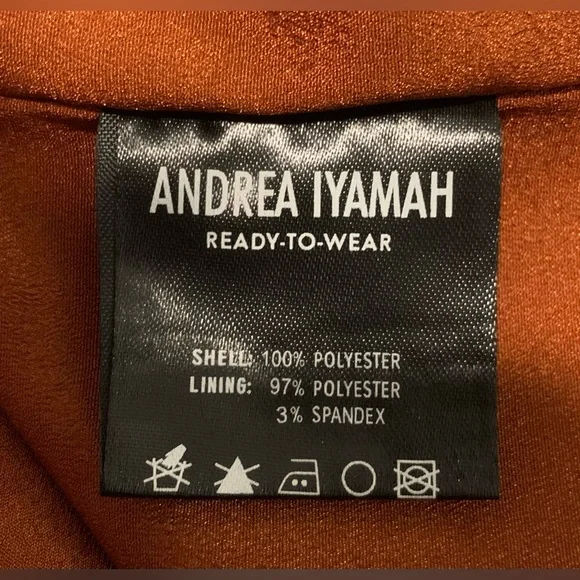 ANDREA IYAMAH
READY-TO-WEAR
SHELL: 100% POLYESTER
LINING: 97% POLYESTER
3% SPANDEX